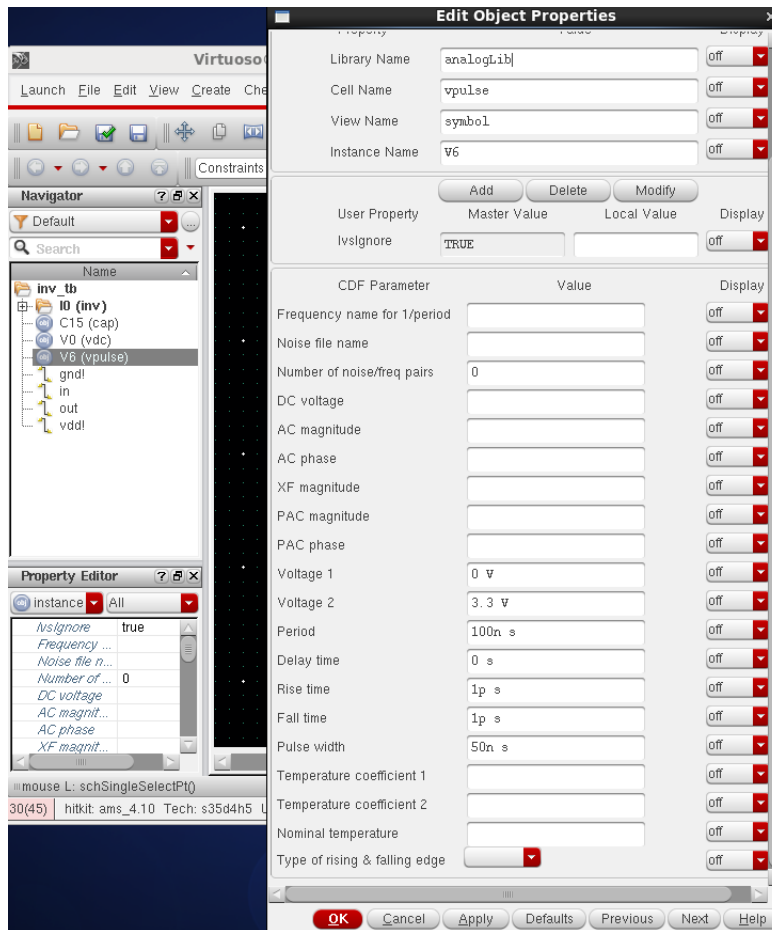 Edit Object Properties
Virtuoso
Launch File Edit View Create Che
Constraints
Navigator
Default
Search
Name
inv_tb
I0 (inv)
C15 (cap)
V0 (vdc)
V6 (vpulse)
gnd!
in
out
vdd!
Property Editor
instance All
lvsIgnore true
Frequency ...
Noise file n...
Number of ... 0
DC voltage
AC magnit...
AC phase
XF magnit...
mouse L: schSingleSelectPt()
30(45) hitkit: ams_4.10 Tech: s35d4h5
Property Value Display
Library Name analogLib off
Cell Name vpulse off
View Name symbol off
Instance Name V6 off
Add Delete Modify
User Property Master Value Local Value Display
lvsIgnore TRUE off
CDF Parameter Value Display
Frequency name for 1/period off
Noise file name off
Number of noise/freq pairs 0 off
DC voltage off
AC magnitude off
AC phase off
XF magnitude off
PAC magnitude off
PAC phase off
Voltage 1 0 V off
Voltage 2 3.3 V off
Period 100n s off
Delay time 0 s off
Rise time 1p s off
Fall time 1p s off
Pulse width 50n s off
Temperature coefficient 1 off
Temperature coefficient 2 off
Nominal temperature off
Type of rising & falling edge off
OK Cancel Apply Defaults Previous Next Help